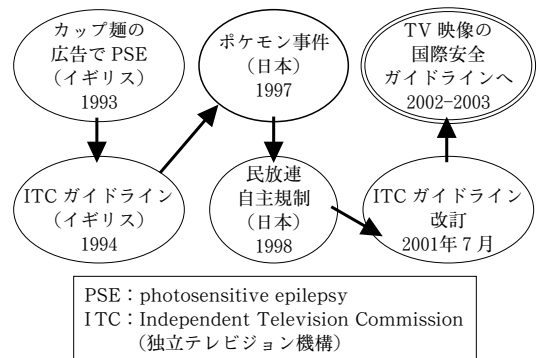 カップ麺の
広告で PSE
（イギリス）
1993
ITC ガイドライン
（イギリス）
1994
ポケモン事件
（日本）
1997
民放連
自主規制
（日本）
1998
ITC ガイドライン
改訂
2001年７月
TV 映像の
国際安全
ガイドラインへ
2002−2003
PSE：photosensitive epilepsy
ITC：Independent Television Commission
（独立テレビジョン機構）